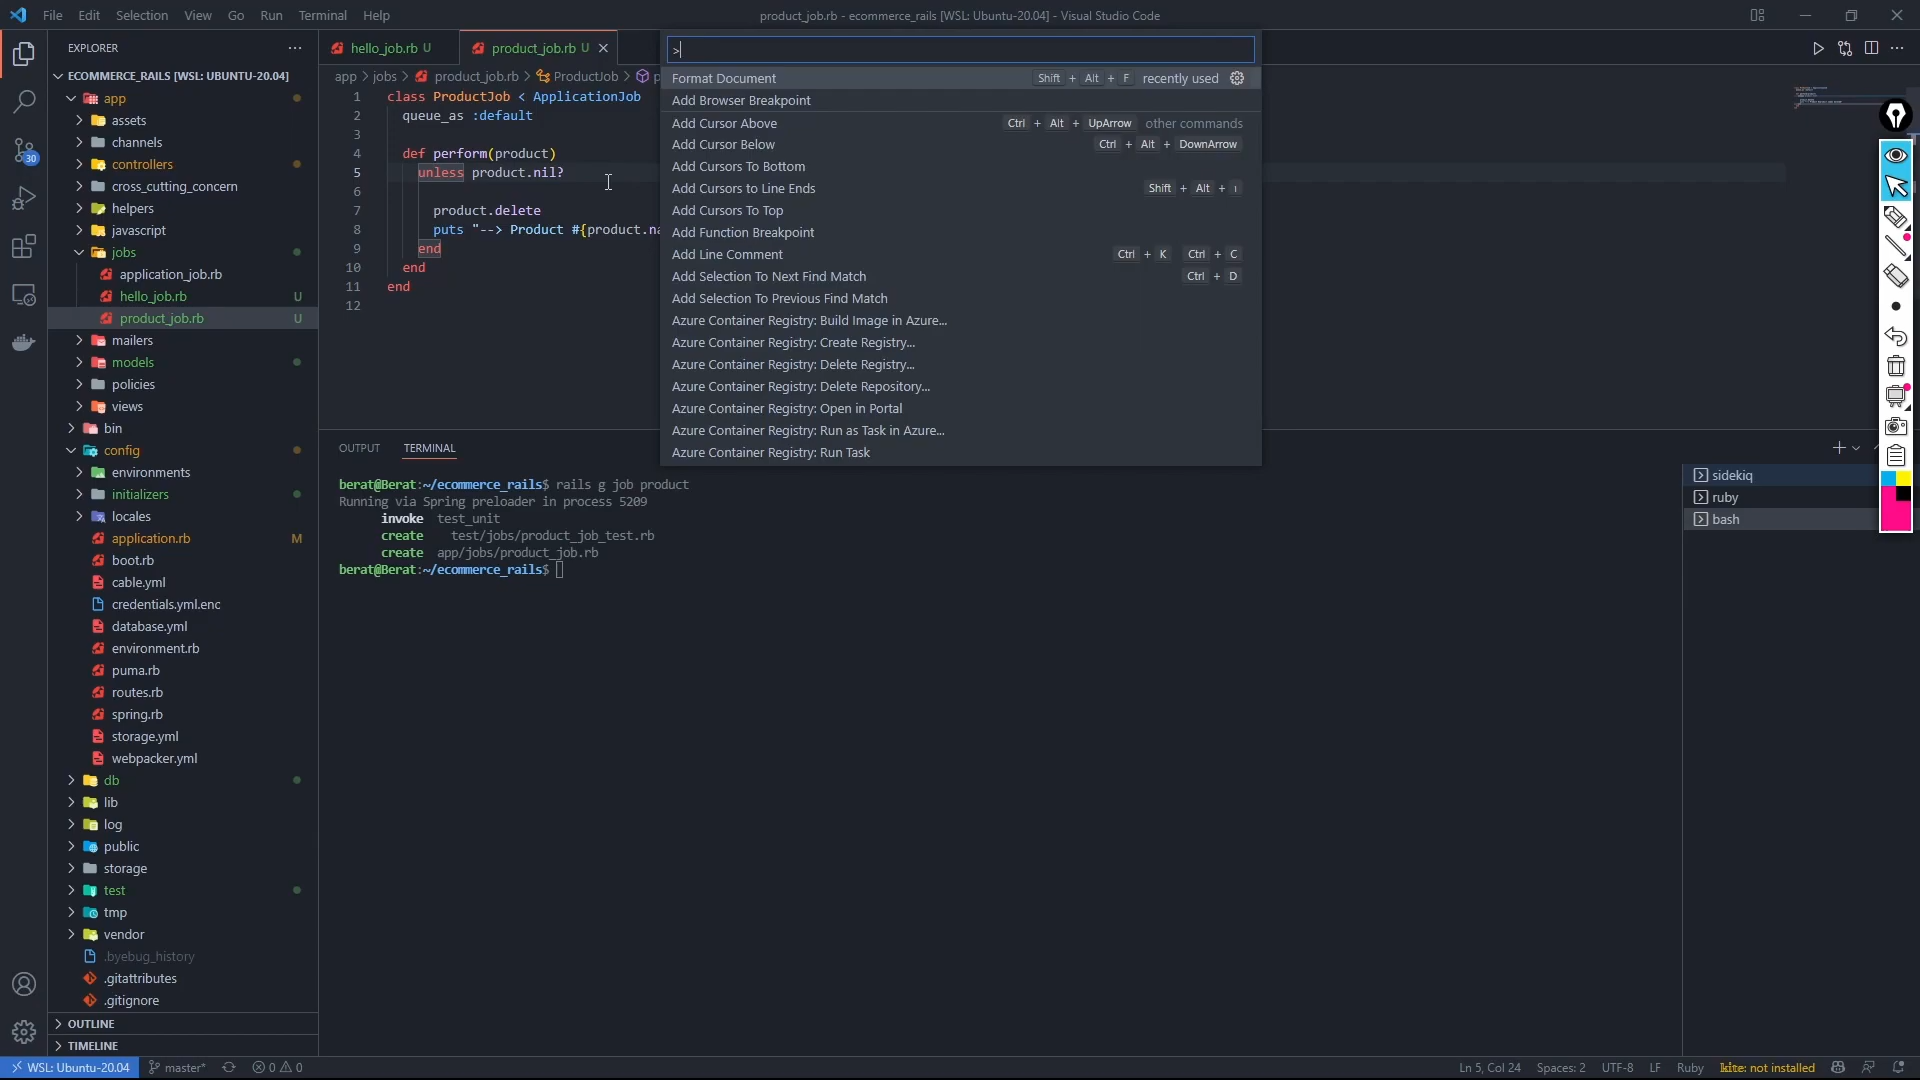 File Edit Selection View Go Run Terminal Help
product_job.rb - ecommerce_rails [WSL: Ubuntu-20.04] - Visual Studio Code
EXPLORER
ECOMMERCE_RAILS [WSL: UBUNTU-20.04]
app
assets
channels
controllers
cross_cutting_concern
helpers
javascript
jobs
application_job.rb
hello_job.rb U
product_job.rb U
mailers
models
policies
views
bin
config
environments
initializers
locales
application.rb M
boot.rb
cable.yml
credentials.yml.enc
database.yml
environment.rb
puma.rb
routes.rb
spring.rb
storage.yml
webpacker.yml
db
lib
log
public
storage
test
tmp
vendor
.byebug_history
.gitattributes
.gitignore
OUTLINE
TIMELINE
30
hello_job.rb U
product_job.rb U
app > jobs > product_job.rb > ProductJob > p
1 class ProductJob < ApplicationJob
2 queue_as :default
3
4 def perform(product)
5 unless product.nil?
6
7 product.delete
8 puts "--> Product #{product.na
9 end
10 end
11 end
12
>
Format Document Shift + Alt + F recently used
Add Browser Breakpoint
Add Cursor Above Ctrl + Alt + UpArrow other commands
Add Cursor Below Ctrl + Alt + DownArrow
Add Cursors To Bottom
Add Cursors to Line Ends Shift + Alt + I
Add Cursors To Top
Add Function Breakpoint
Add Line Comment Ctrl + K Ctrl + C
Add Selection To Next Find Match Ctrl + D
Add Selection To Previous Find Match
Azure Container Registry: Build Image in Azure...
Azure Container Registry: Create Registry...
Azure Container Registry: Delete Registry...
Azure Container Registry: Delete Repository...
Azure Container Registry: Open in Portal
Azure Container Registry: Run as Task in Azure...
Azure Container Registry: Run Task
OUTPUT TERMINAL
berat@Berat:~/ecommerce_rails$ rails g job product
Running via Spring preloader in process 5209
invoke test_unit
create test/jobs/product_job_test.rb
create app/jobs/product_job.rb
berat@Berat:~/ecommerce_rails$
sidekiq
ruby
bash
WSL: Ubuntu-20.04 master* 0 0
Ln 5, Col 24 Spaces: 2 UTF-8 LF Ruby kite: not installed